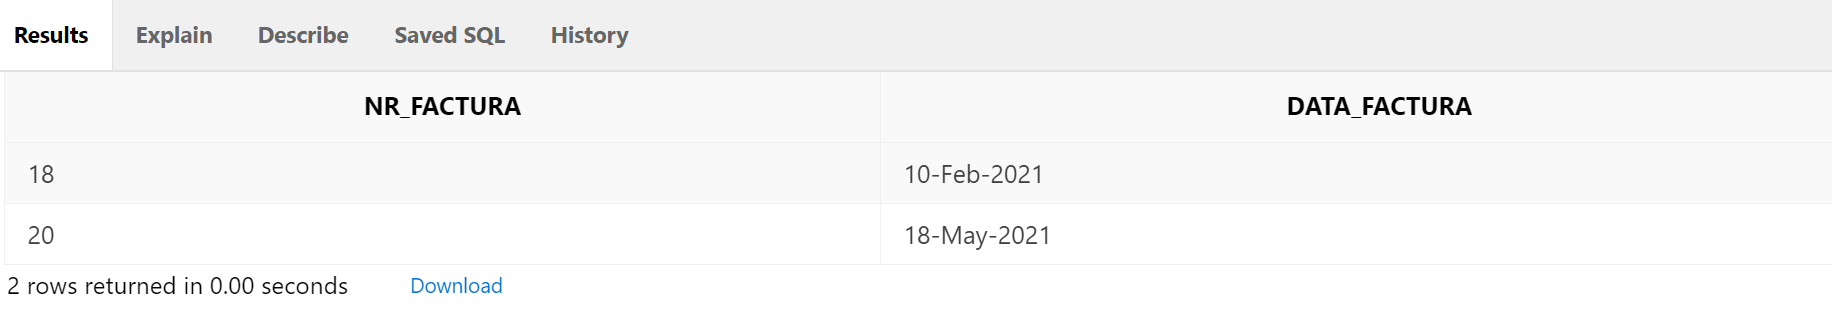 Results Explain Describe Saved SQL History
NR_FACTURA DATA_FACTURA
18 10-Feb-2021
20 18-May-2021
2 rows returned in 0.00 seconds Download